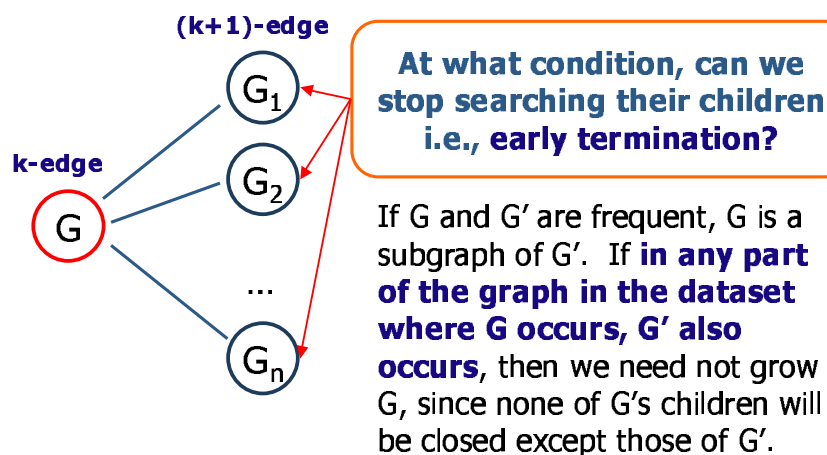 (k+1)-edge
At what condition, can we
stop searching their children
i.e., early termination?
G1
k-edge
G2
G
If G and G’ are frequent, G is a
subgraph of G’. If in any part
of the graph in the dataset
where G occurs, G’ also
occurs, then we need not grow
G, since none of G’s children will
be closed except those of G’.
...
Gn